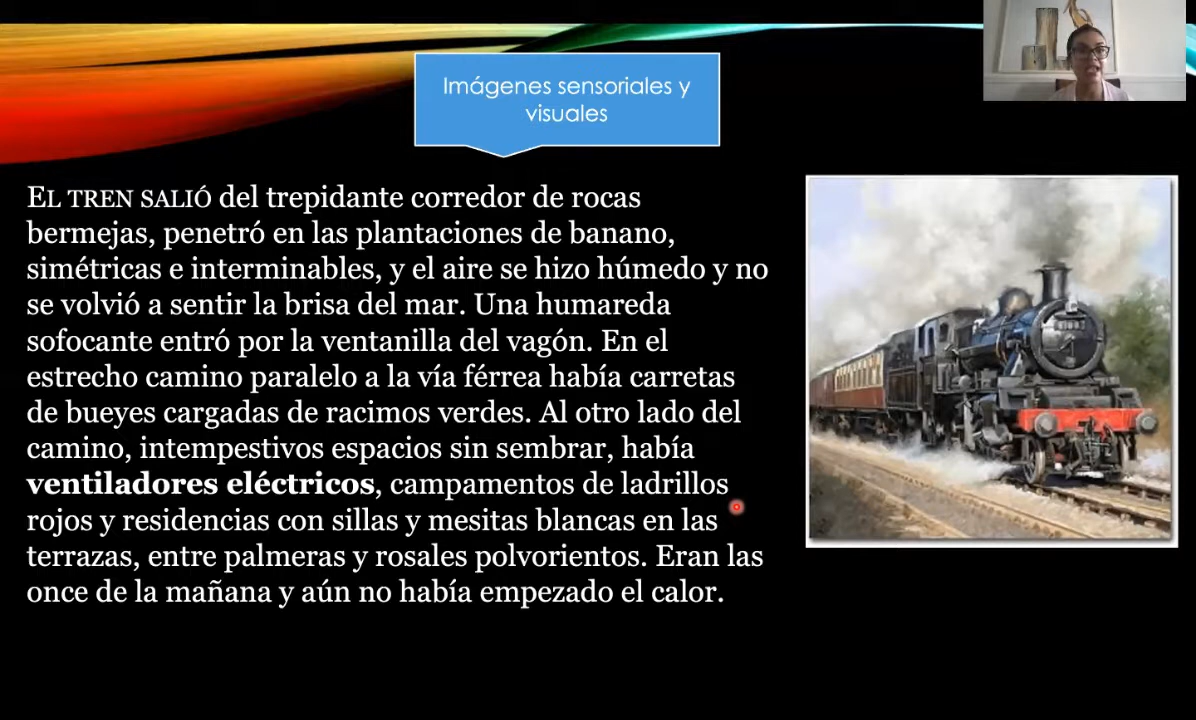 Imágenes sensoriales y
visuales
EL TREN SALIÓ del trepidante corredor de rocas
bermejas, penetró en las plantaciones de banano,
simétricas e interminables, y el aire se hizo húmedo y no
se volvió a sentir la brisa del mar. Una humareda
sofocante entró por la ventanilla del vagón. En el
estrecho camino paralelo a la vía férrea había carretas
de bueyes cargadas de racimos verdes. Al otro lado del
camino, intempestivos espacios sin sembrar, había
ventiladores eléctricos, campamentos de ladrillos
rojos y residencias con sillas y mesitas blancas en las
terrazas, entre palmeras y rosales polvorientos. Eran las
once de la mañana y aún no había empezado el calor.